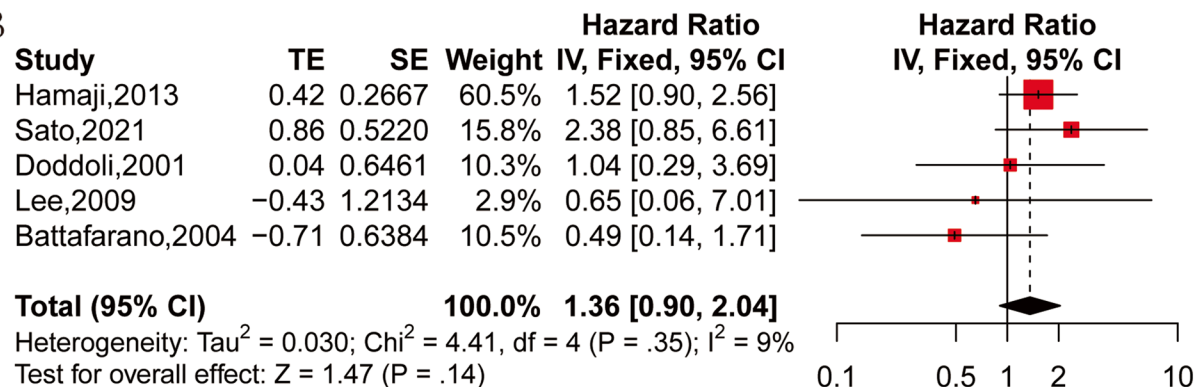 Hazard Ratio Hazard Ratio
Study TE SE Weight IV, Fixed, 95% CI IV, Fixed, 95% CI
Hamaji,2013 0.42 0.2667 60.5% 1.52 [0.90, 2.56]
Sato,2021 0.86 0.5220 15.8% 2.38 [0.85, 6.61]
Doddoli,2001 0.04 0.6461 10.3% 1.04 [0.29, 3.69]
Lee,2009 −0.43 1.2134 2.9% 0.65 [0.06, 7.01]
Battafarano,2004 −0.71 0.6384 10.5% 0.49 [0.14, 1.71]
Total (95% CI) 100.0% 1.36 [0.90, 2.04]
Heterogeneity: Tau² = 0.030; Chi² = 4.41, df = 4 (P = .35); I² = 9%
Test for overall effect: Z = 1.47 (P = .14)
0.1 0.5 1 2 10